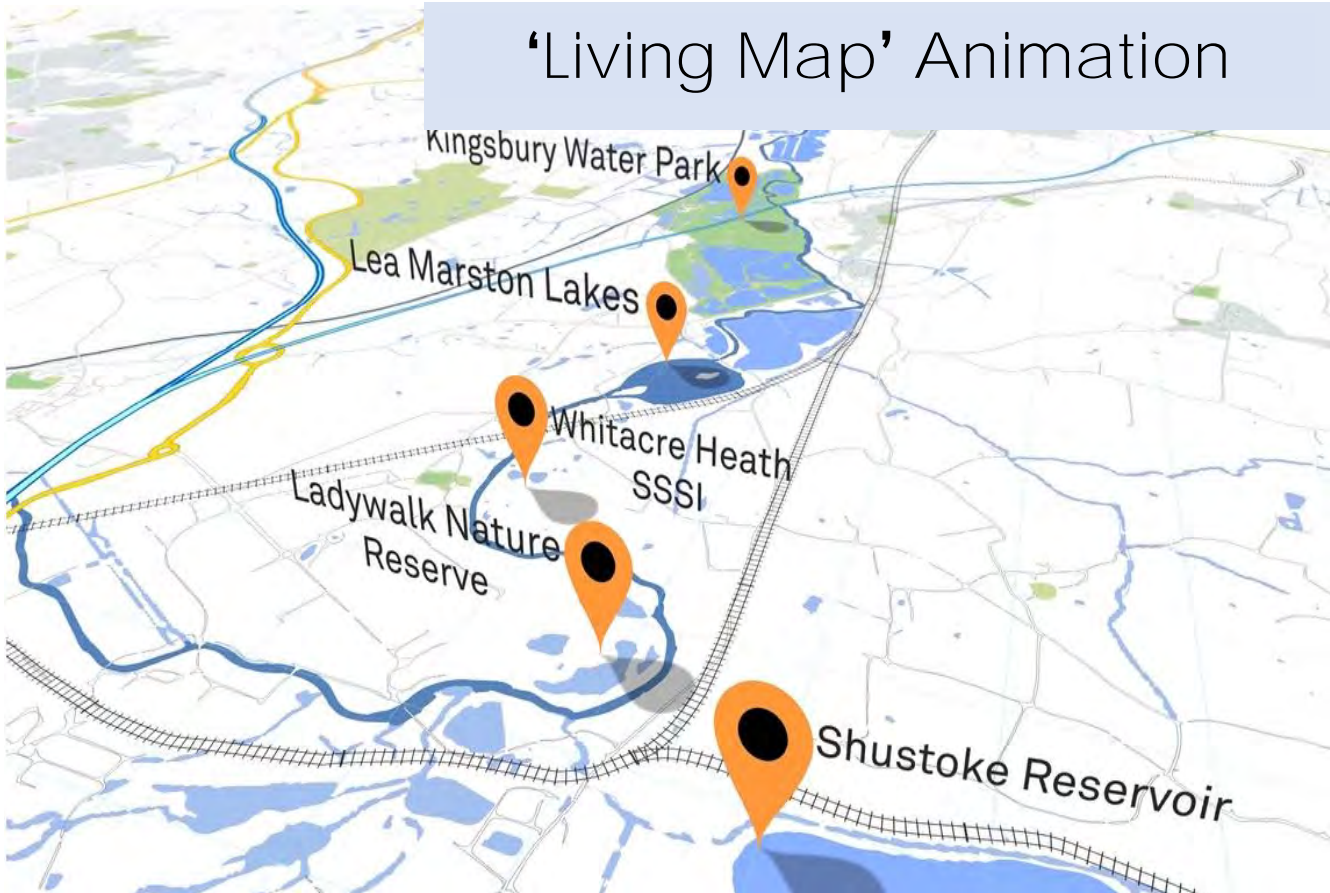 ‘Living Map’ Animation
Kingsbury Water Park
Lea Marston Lakes
Whitacre Heath
SSSI
Ladywalk Nature
Reserve
Shustoke Reservoir